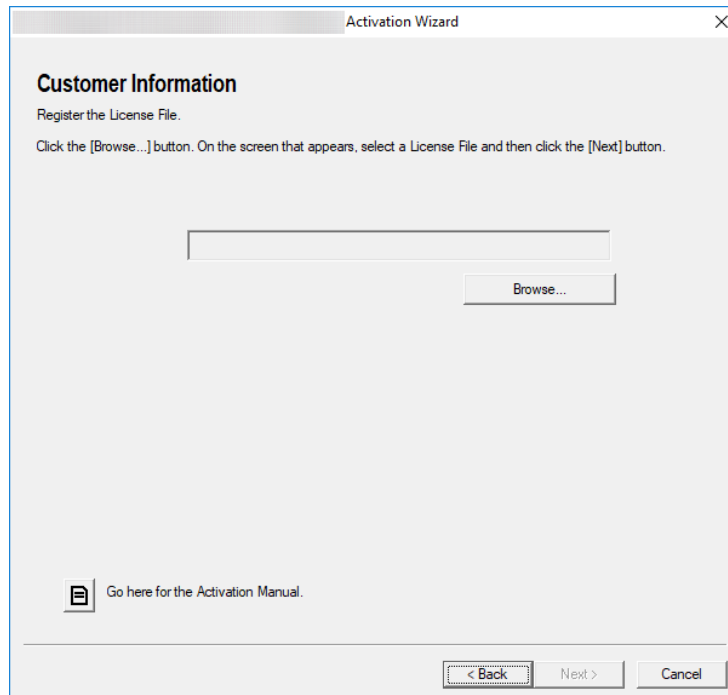 Activation Wizard
Customer Information
Register the License File.
Click the [Browse...] button. On the screen that appears, select a License File and then click the [Next] button.
Browse...
Go here for the Activation Manual.
< Back
Next >
Cancel